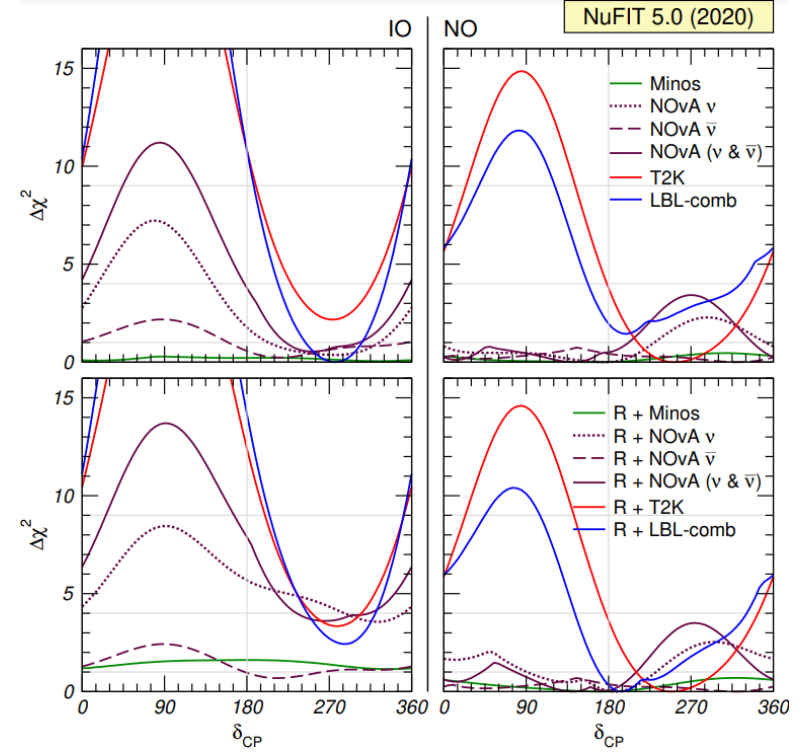 NuFIT 5.0 (2020)
IO NO
15
10
5
0
Δχ²
Minos
NOvA ν
NOvA ν̅
NOvA (ν & ν̅)
T2K
LBL-comb
15
10
5
0
Δχ²
R + Minos
R + NOvA ν
R + NOvA ν̅
R + NOvA (ν & ν̅)
R + T2K
R + LBL-comb
0 90 180 270 360
δCP
0 90 180 270 360
δCP